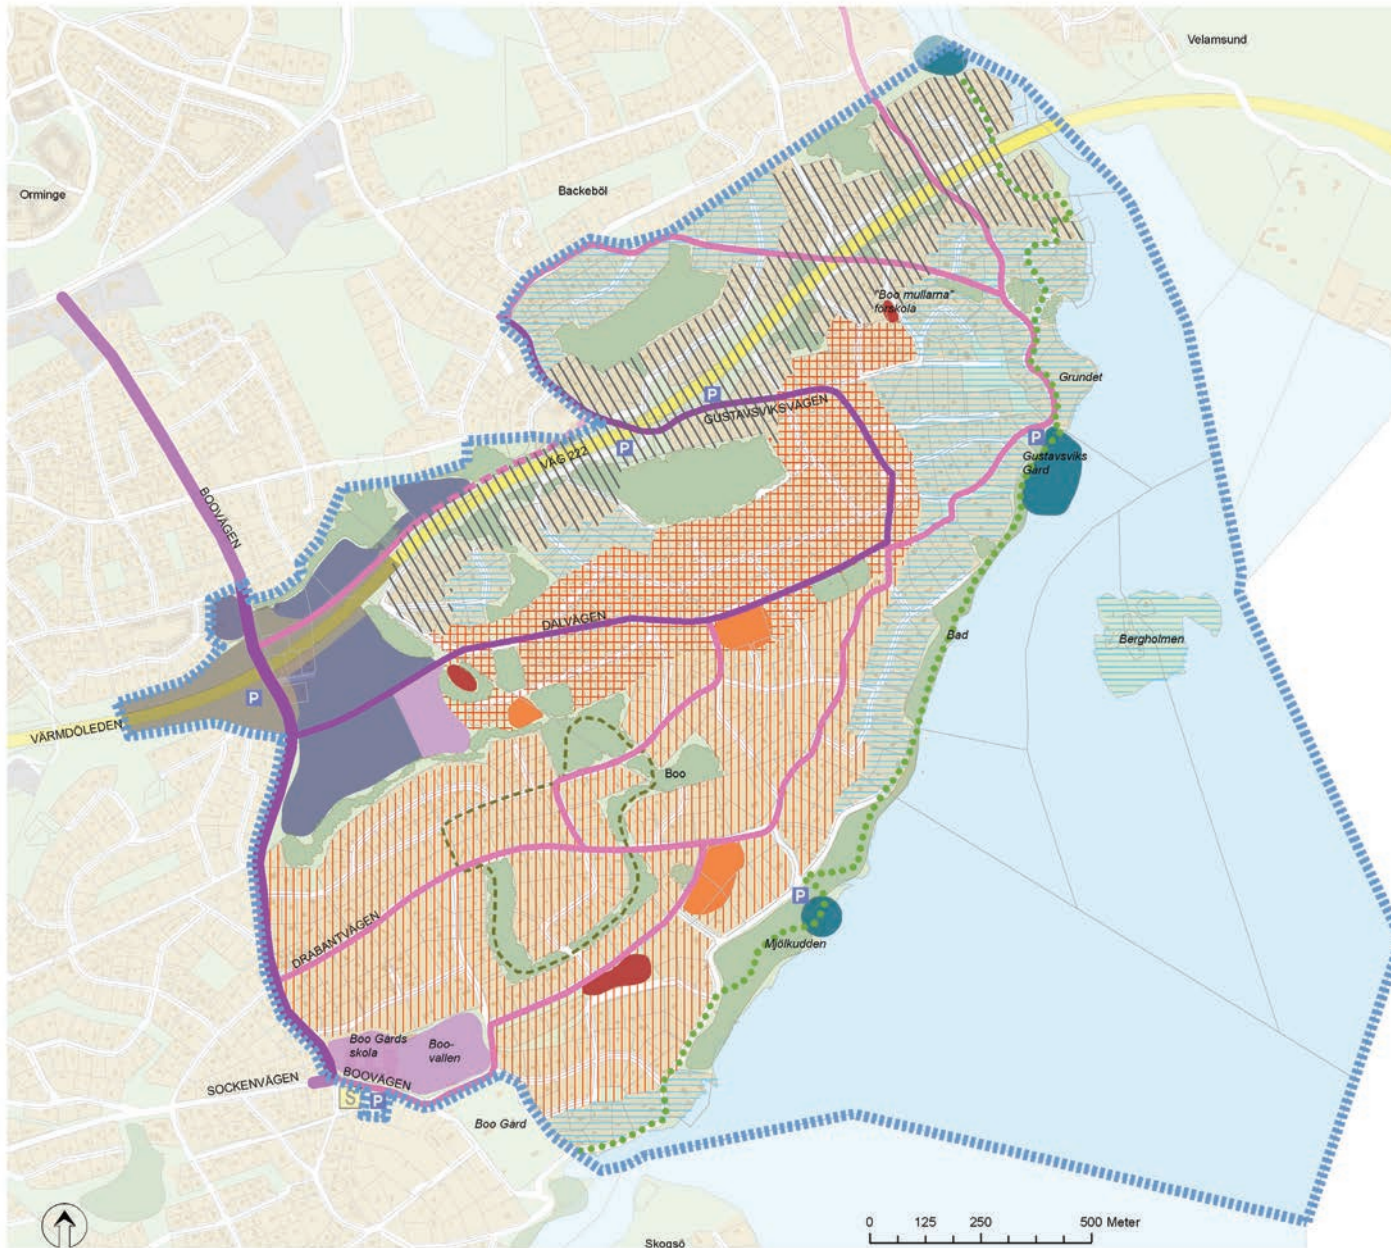 Velamsund
Orminge
Backeböl
"Boo mullarna"
förskola
Grundet
GUSTAVSVIKSVÄGEN
P
P
VÄG 222
P
Gustavsviks
Gård
BOOVÄGEN
DALVÄGEN
Bad
Bergholmen
P
VÄRMDÖLEDEN
Boo
P
DRABANTVÄGEN
Mjölkudden
Boo Gårds
skola
Boo-
vallen
SOCKENVÄGEN
BOOVÄGEN
S
P
Boo Gård
0 125 250 500 Meter
Skogsö